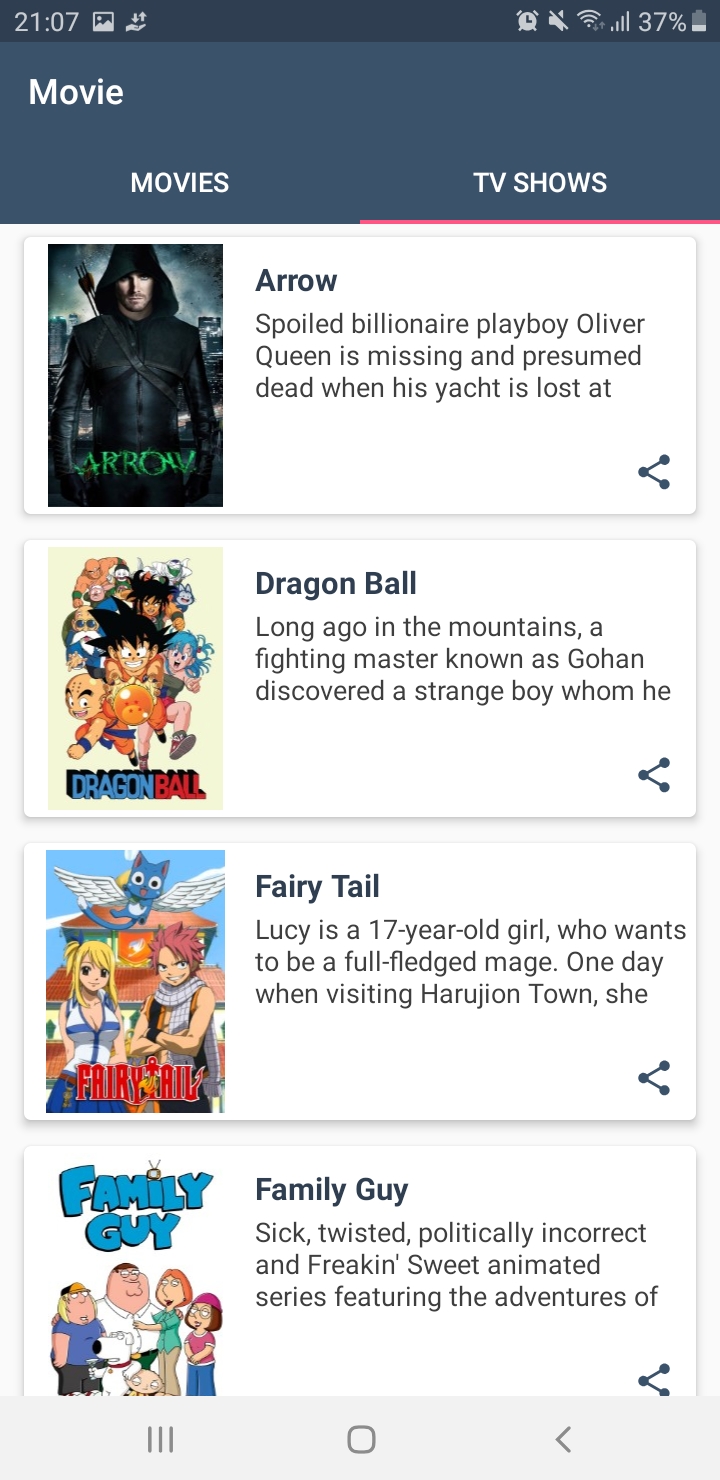 21:07
37%
Movie
MOVIES
TV SHOWS
ARROW
Arrow
Spoiled billionaire playboy Oliver
Queen is missing and presumed
dead when his yacht is lost at
DRAGON BALL
Dragon Ball
Long ago in the mountains, a
fighting master known as Gohan
discovered a strange boy whom he
FAIRY TAIL
Fairy Tail
Lucy is a 17-year-old girl, who wants
to be a full-fledged mage. One day
when visiting Harujion Town, she
FAMILY
GUY
Family Guy
Sick, twisted, politically incorrect
and Freakin' Sweet animated
series featuring the adventures of